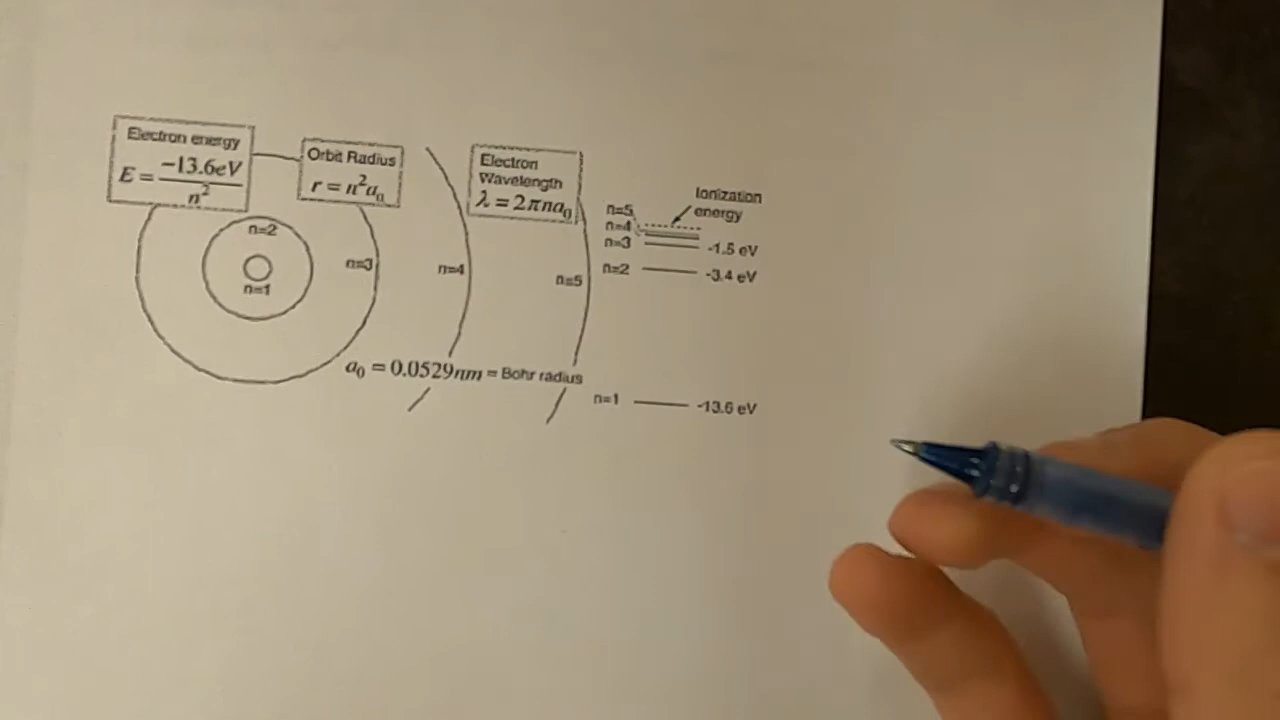 Electron energy
E = -13.6eV / n²
Orbit Radius
r = n²a₀
Electron
Wavelength
λ = 2πna₀
n=1
n=2
n=3
n=4
n=5
a₀ = 0.0529nm = Bohr radius
Ionization
energy
n=5
n=4
n=3 -1.5 eV
n=2 -3.4 eV
n=1 -13.6 eV